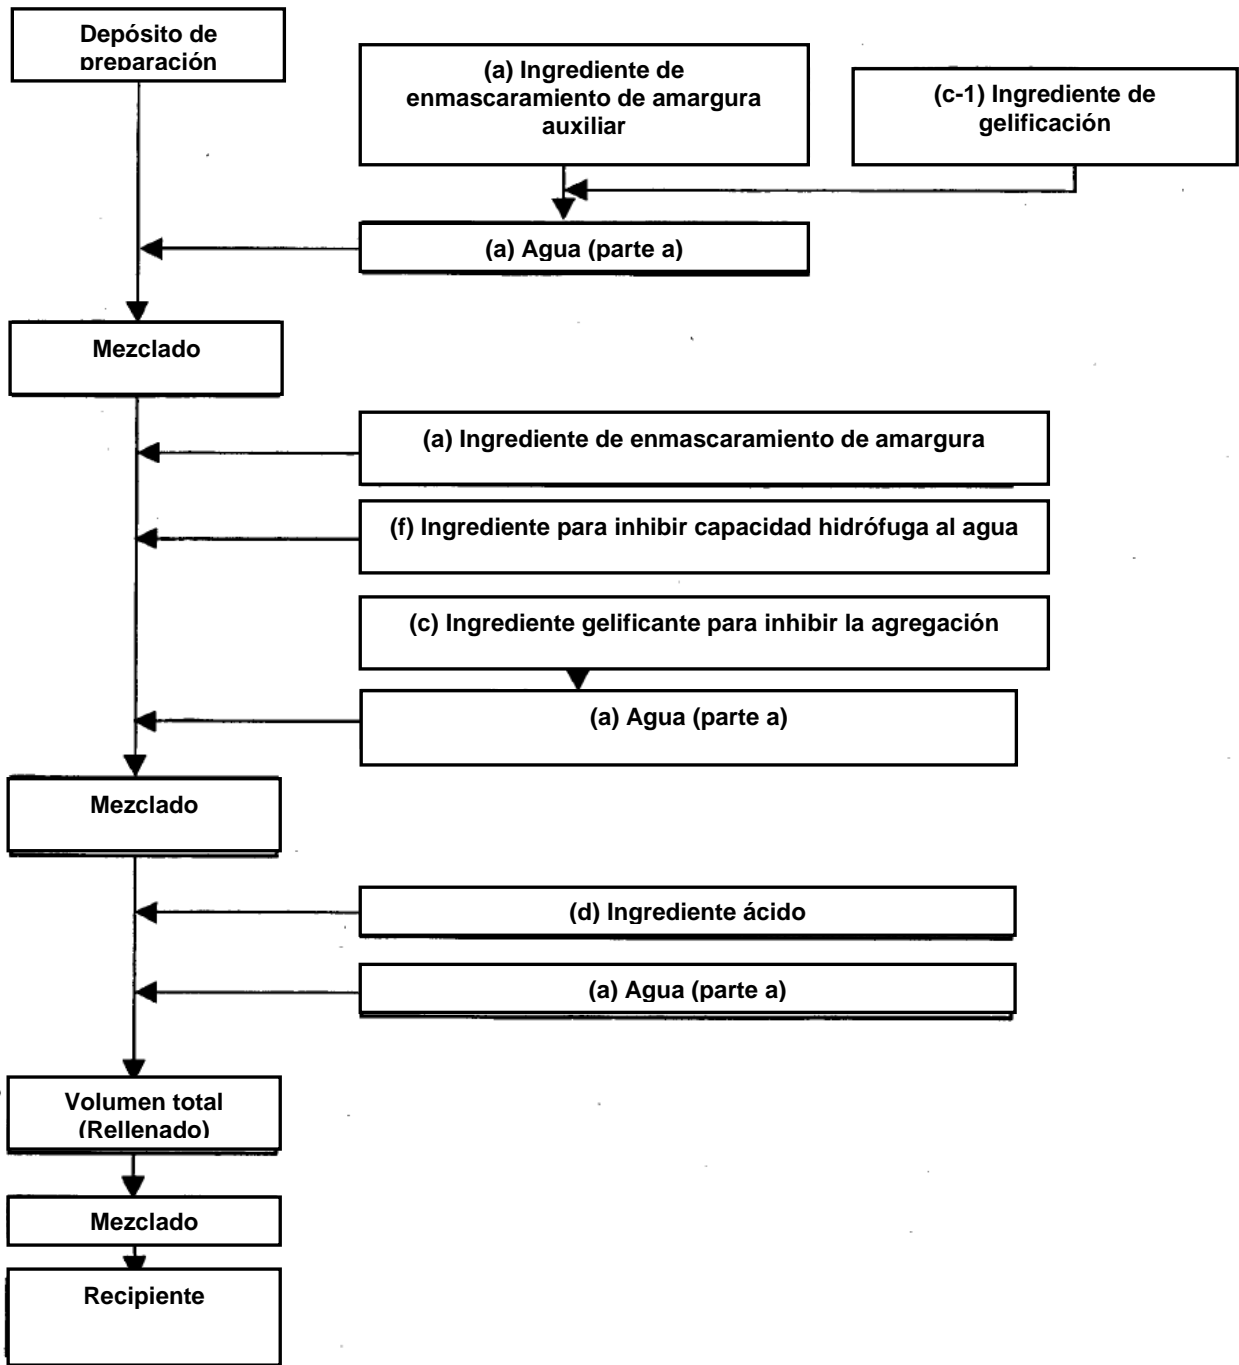 Depósito de
preparación
(a) Ingrediente de
enmascaramiento de amargura
auxiliar
(c-1) Ingrediente de
gelificación
(a) Agua (parte a)
Mezclado
(a) Ingrediente de enmascaramiento de amargura
(f) Ingrediente para inhibir capacidad hidrófuga al agua
(c) Ingrediente gelificante para inhibir la agregación
(a) Agua (parte a)
Mezclado
(d) Ingrediente ácido
(a) Agua (parte a)
Volumen total
(Rellenado)
Mezclado
Recipiente